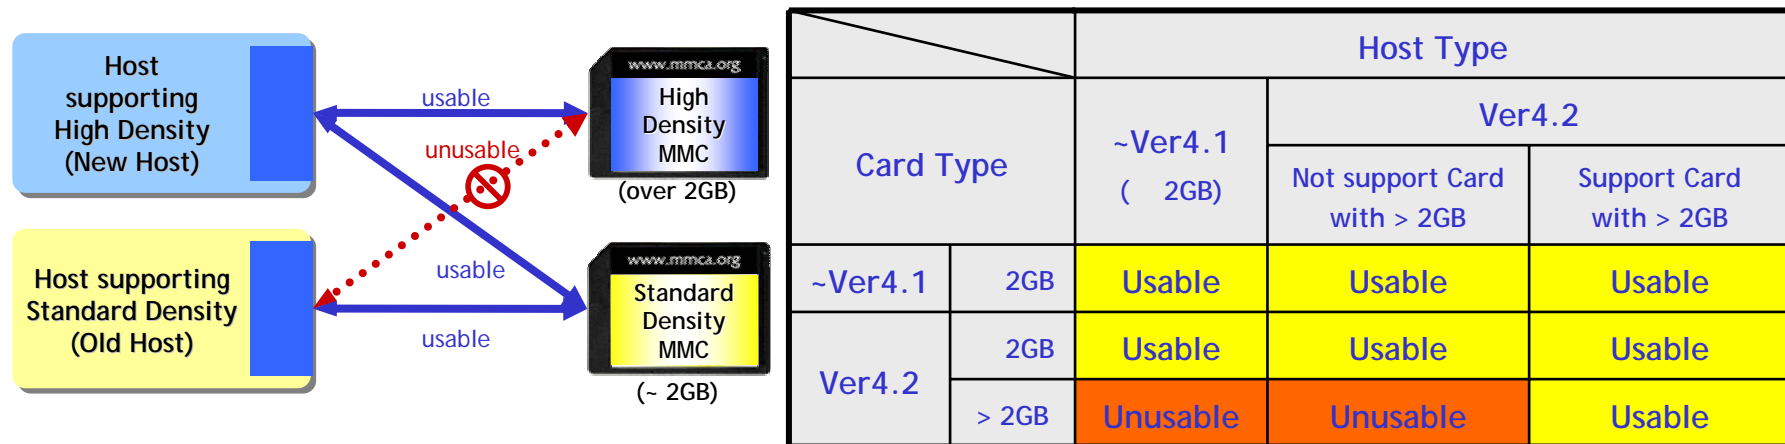 Host
supporting
High Density
(New Host)
usable
unusable
usable
usable
Host supporting
Standard Density
(Old Host)
www.mmca.org
High
Density
MMC
(over 2GB)
www.mmca.org
Standard
Density
MMC
(~ 2GB)
Host Type
Card Type
~Ver4.1
( 2GB)
Ver4.2
Not support Card
with > 2GB
Support Card
with > 2GB
~Ver4.1 2GB Usable Usable Usable
Ver4.2
2GB Usable Usable Usable
> 2GB Unusable Unusable Usable